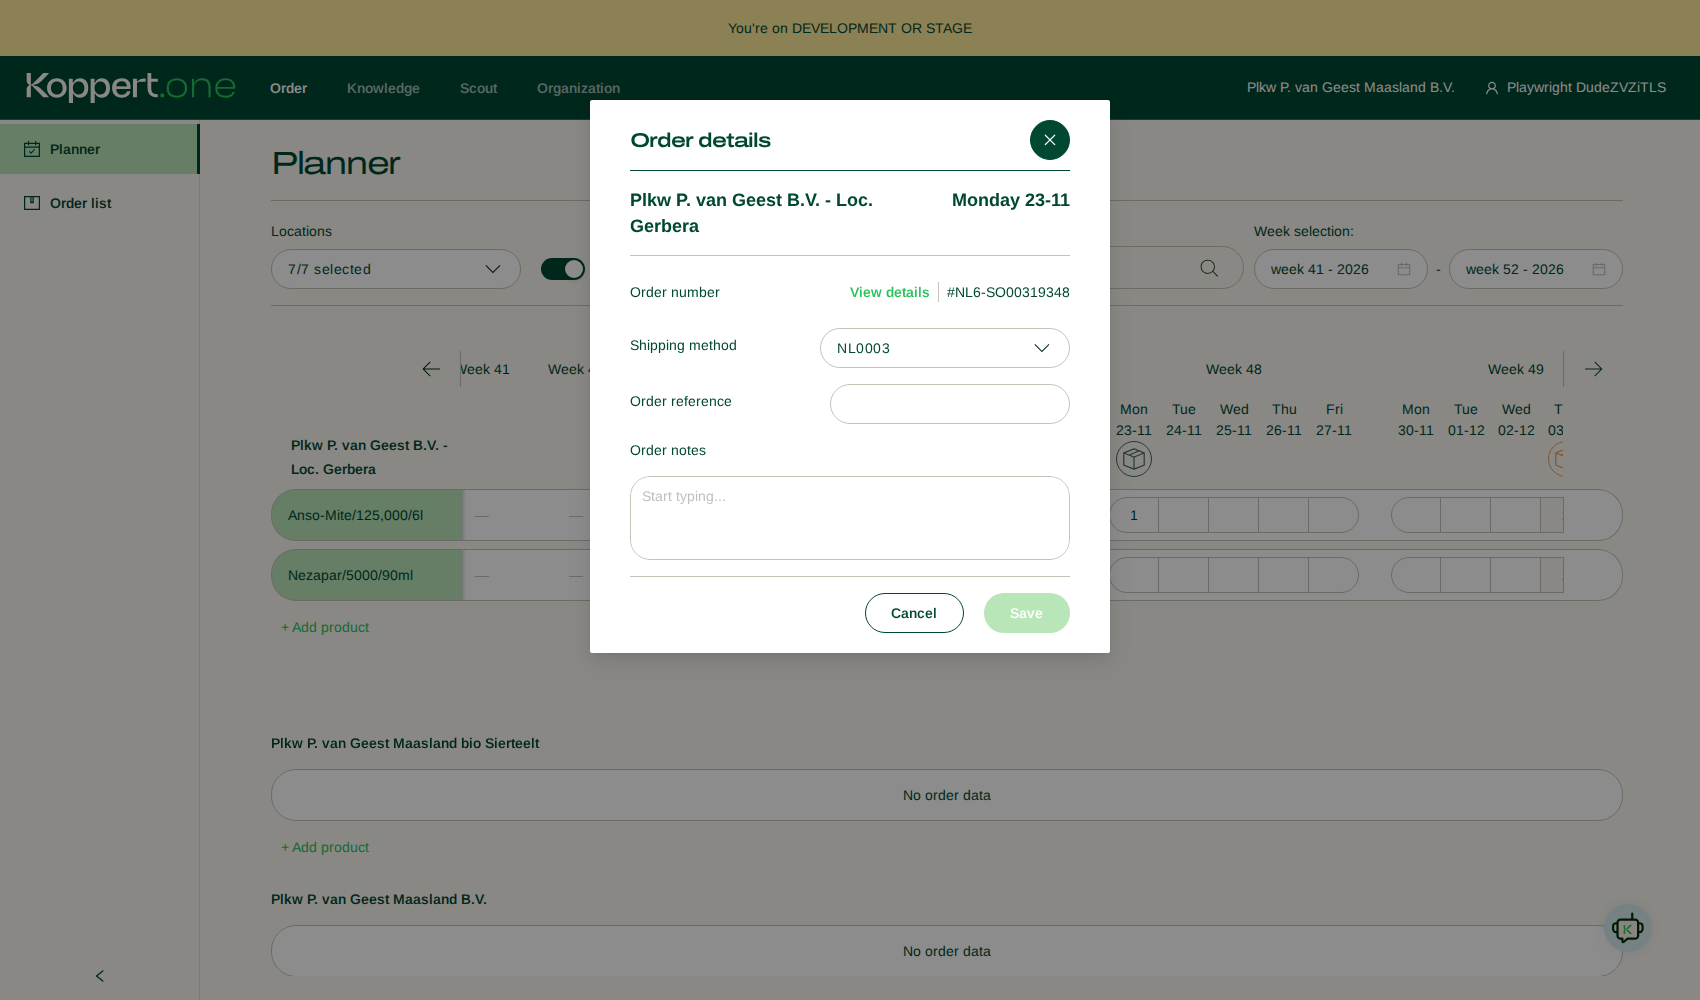 You're on DEVELOPMENT OR STAGE
Koppert.one
Order
Knowledge
Scout
Organization
Plkw P. van Geest Maasland B.V.
Playwright DudeZVZiTLS
Planner
Order list
Planner
Locations
7/7 selected
Week selection:
week 41 - 2026
-
week 52 - 2026
Week 41
Week
Week 48
Week 49
Mon
Tue
Wed
Thu
Fri
Mon
Tue
Wed
23-11
24-11
25-11
26-11
27-11
30-11
01-12
02-12
Plkw P. van Geest B.V. -
Loc. Gerbera
Anso-Mite/125,000/6l
—
—
1
Nezapar/5000/90ml
—
—
+ Add product
Plkw P. van Geest Maasland bio Sierteelt
No order data
+ Add product
Plkw P. van Geest Maasland B.V.
No order data
Order details
Plkw P. van Geest B.V. - Loc.
Gerbera
Monday 23-11
Order number
View details
#NL6-SO00319348
Shipping method
NL0003
Order reference
Order notes
Start typing...
Cancel
Save